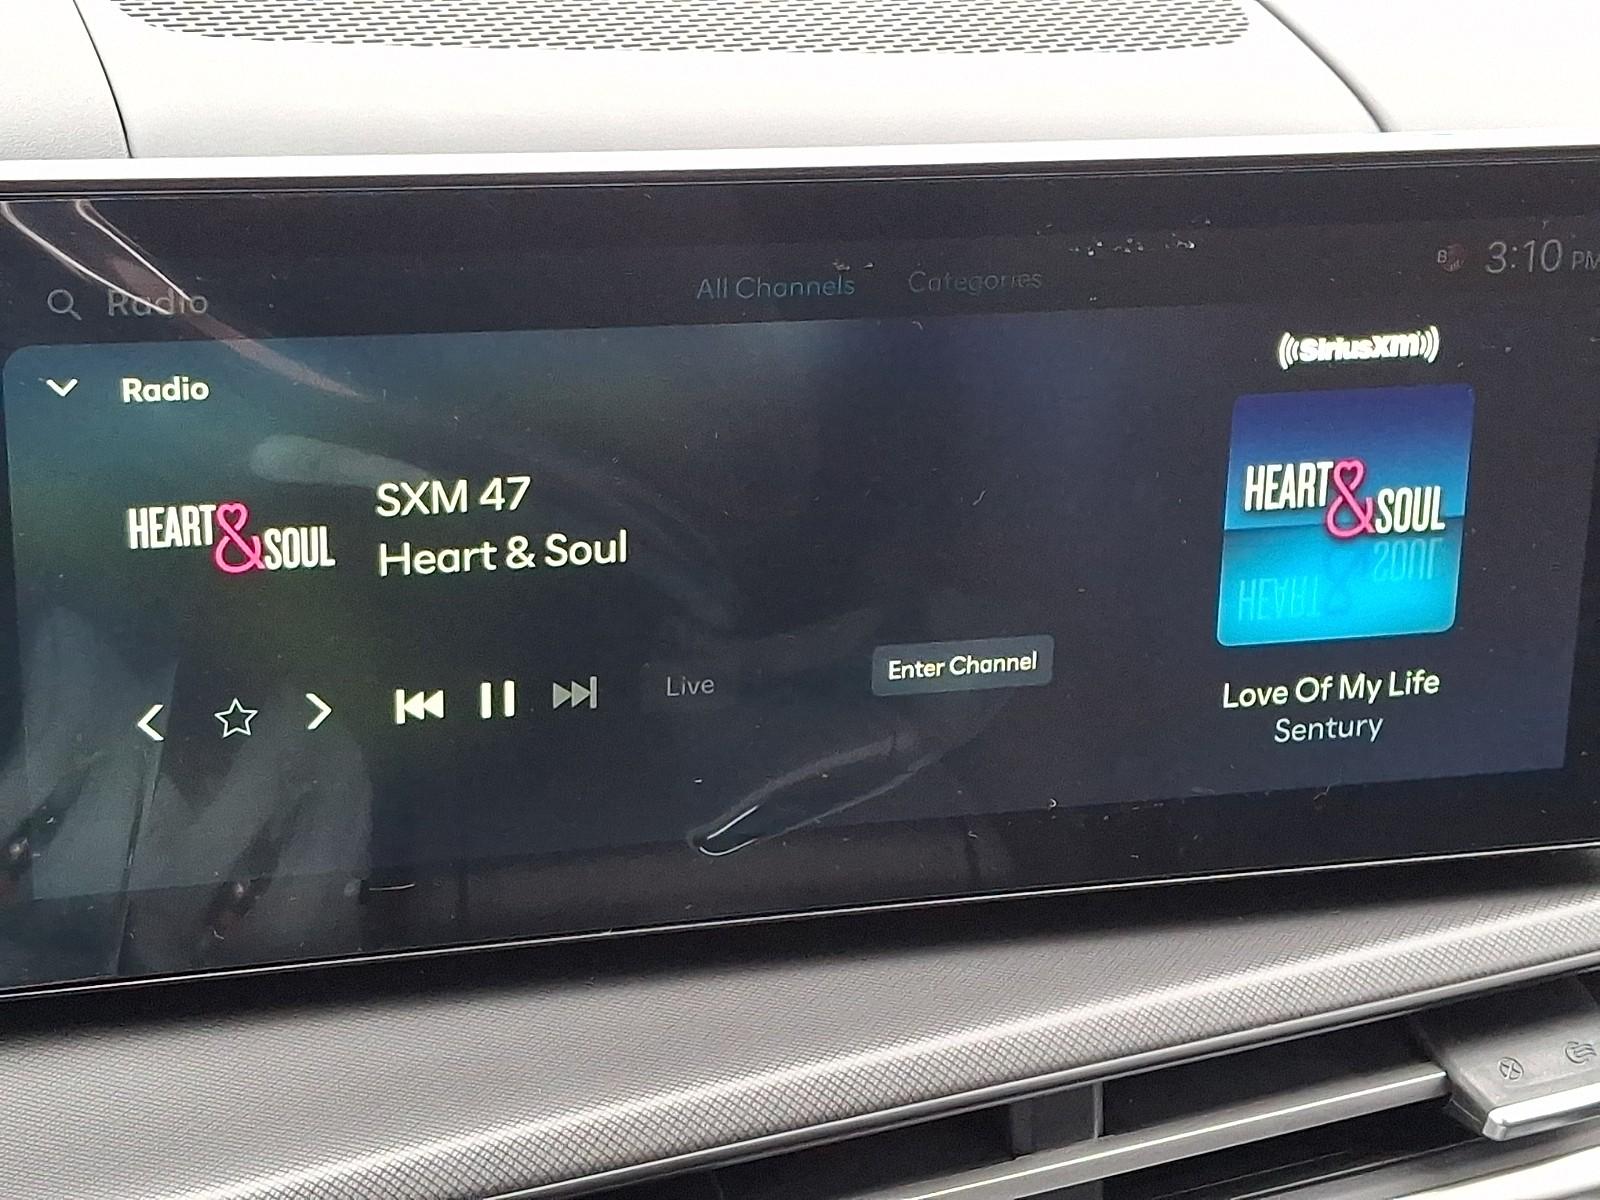 3:10 PM
Radio
All Channels
Categories
SiriusXM
Radio
HEART & SOUL
SXM 47
Heart & Soul
HEART & SOUL
Live
Enter Channel
Love Of My Life
Sentury